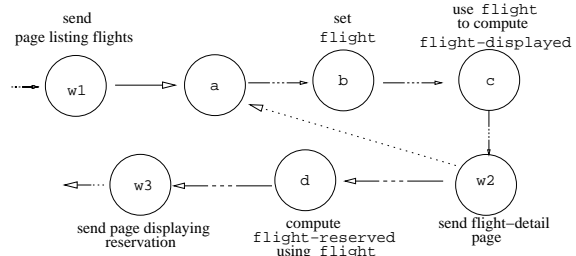 send
page listing flights
set
flight
use flight
to compute
flight-displayed
w1
a
b
c
w3
d
w2
send page displaying
reservation
compute
flight-reserved
using flight
send flight-detail
page